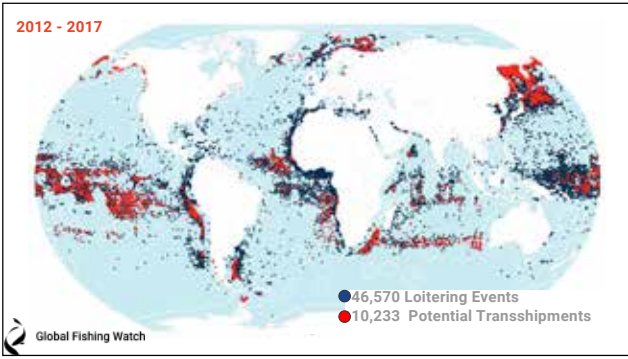 2012 - 2017
46,570 Loitering Events
10,233 Potential Transshipments
Global Fishing Watch